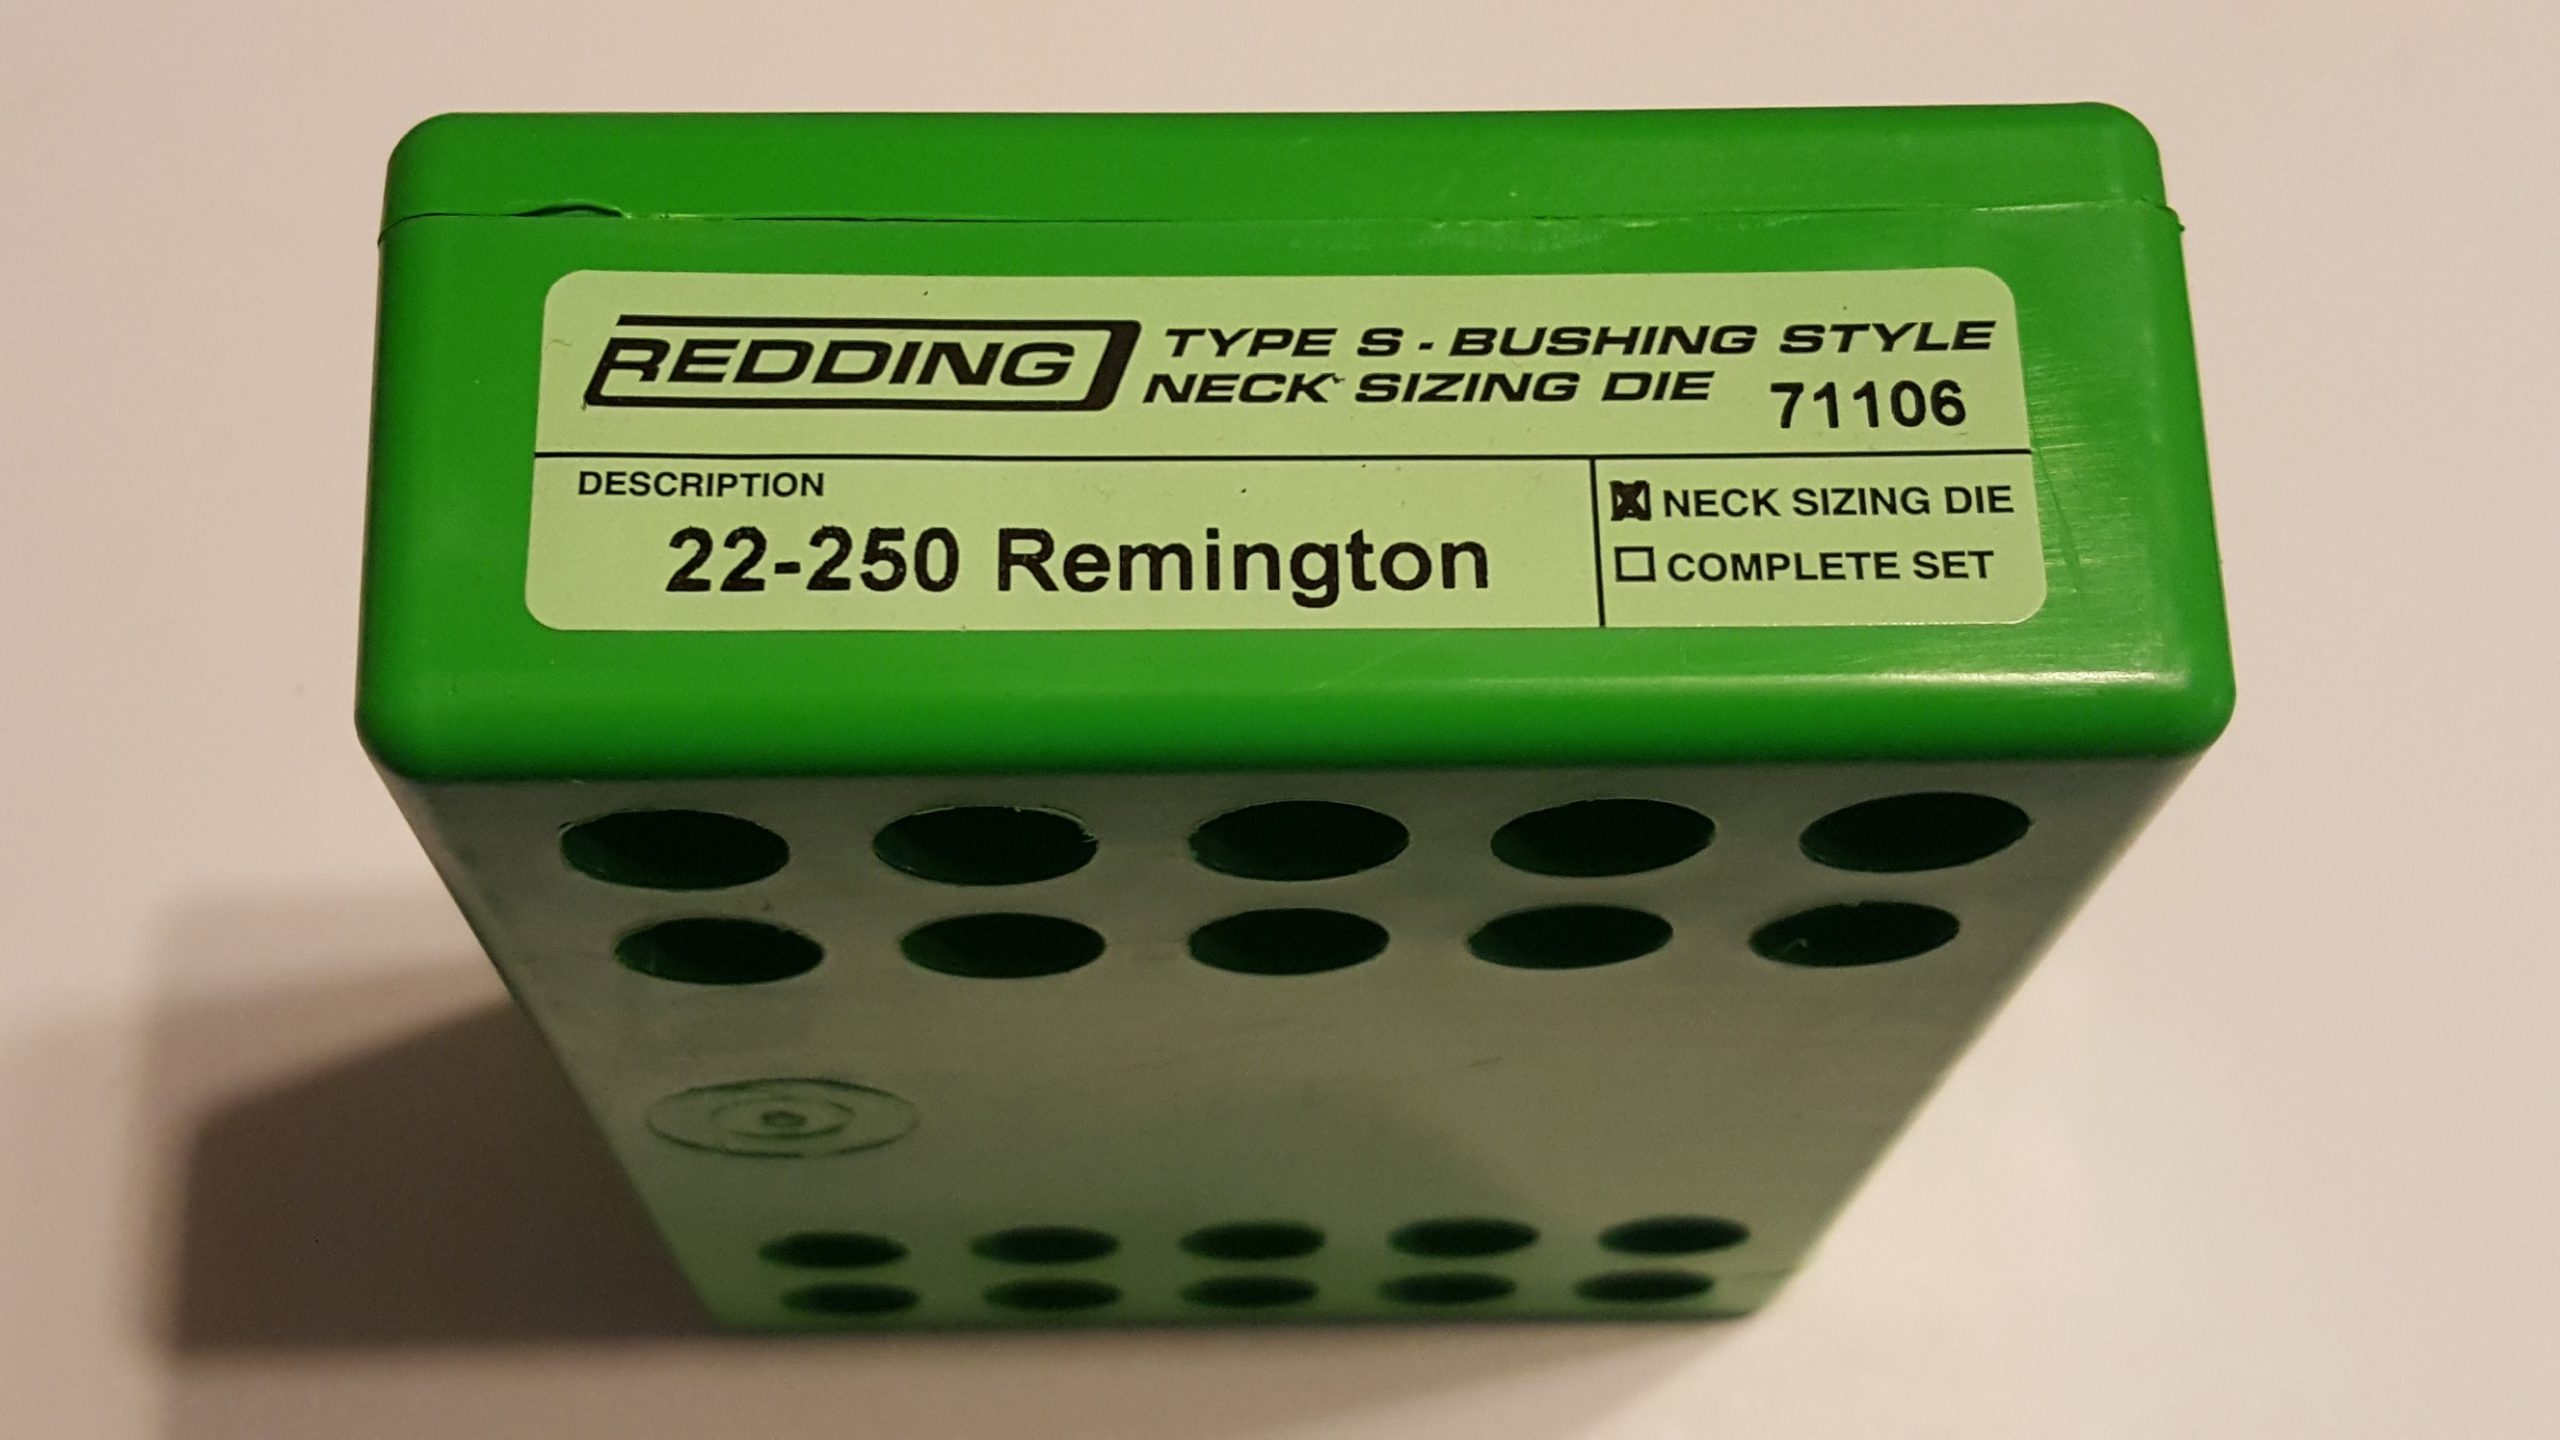 REDDING TYPE S - BUSHING STYLE
NECK SIZING DIE 71106
DESCRIPTION
22-250 Remington
NECK SIZING DIE
COMPLETE SET